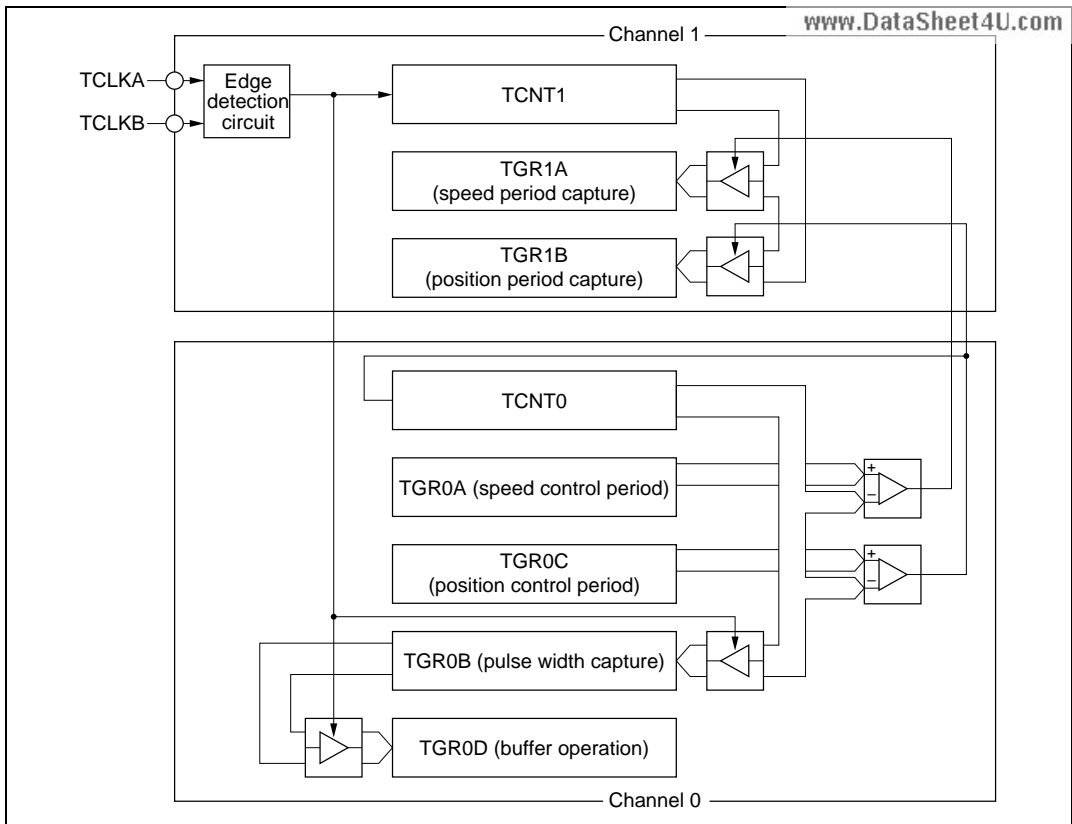 www.DataSheet4U.com
Channel 1
TCLKA
TCLKB
Edge
detection
circuit
TCNT1
TGR1A
(speed period capture)
TGR1B
(position period capture)
TCNT0
TGR0A (speed control period)
+
−
TGR0C
(position control period)
+
−
TGR0B (pulse width capture)
TGR0D (buffer operation)
Channel 0